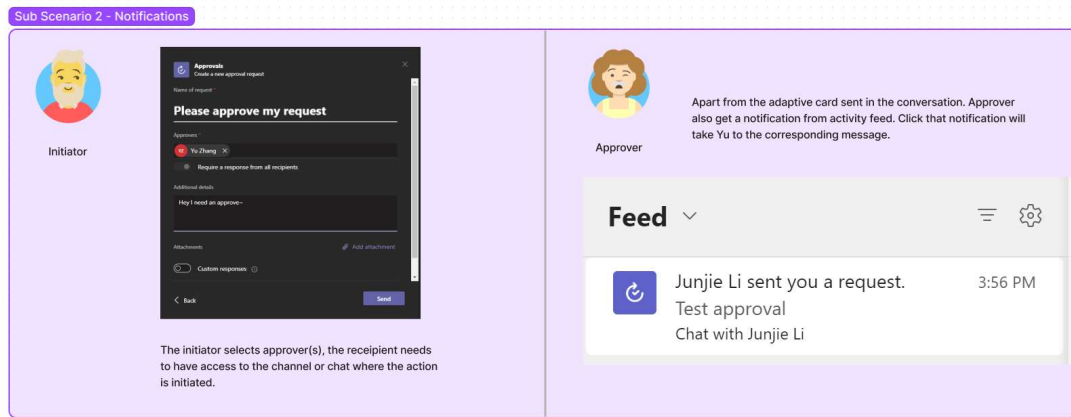 Sub Scenario 2 - Notifications
Initiator
Approvals
Create a new approval request
Name of request *
Please approve my request
Approvers *
YZ Yu Zhang
Require a response from all recipients
Additional details
Hey I need an approve~
Attachments
Add attachment
Custom responses
Back
Send
The initiator selects approver(s), the receipient needs
to have access to the channel or chat where the action
is initiated.
Approver
Apart from the adaptive card sent in the conversation. Approver
also get a notification from activity feed. Click that notification will
take Yu to the corresponding message.
Feed
Junjie Li sent you a request.
3:56 PM
Test approval
Chat with Junjie Li